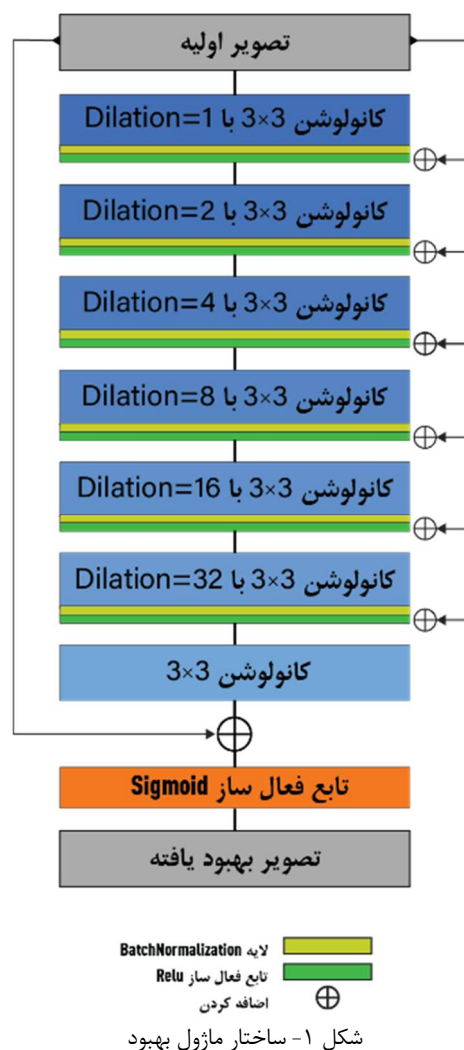 تصویر اولیه
کانولوشن 3×3 با Dilation=1
کانولوشن 3×3 با Dilation=2
کانولوشن 3×3 با Dilation=4
کانولوشن 3×3 با Dilation=8
کانولوشن 3×3 با Dilation=16
کانولوشن 3×3 با Dilation=32
کانولوشن 3×3
تابع فعال ساز Sigmoid
تصویر بهبود یافته
لایه BatchNormalization
تابع فعال ساز Relu
اضافه کردن
شکل ۱- ساختار ماژول بهبود